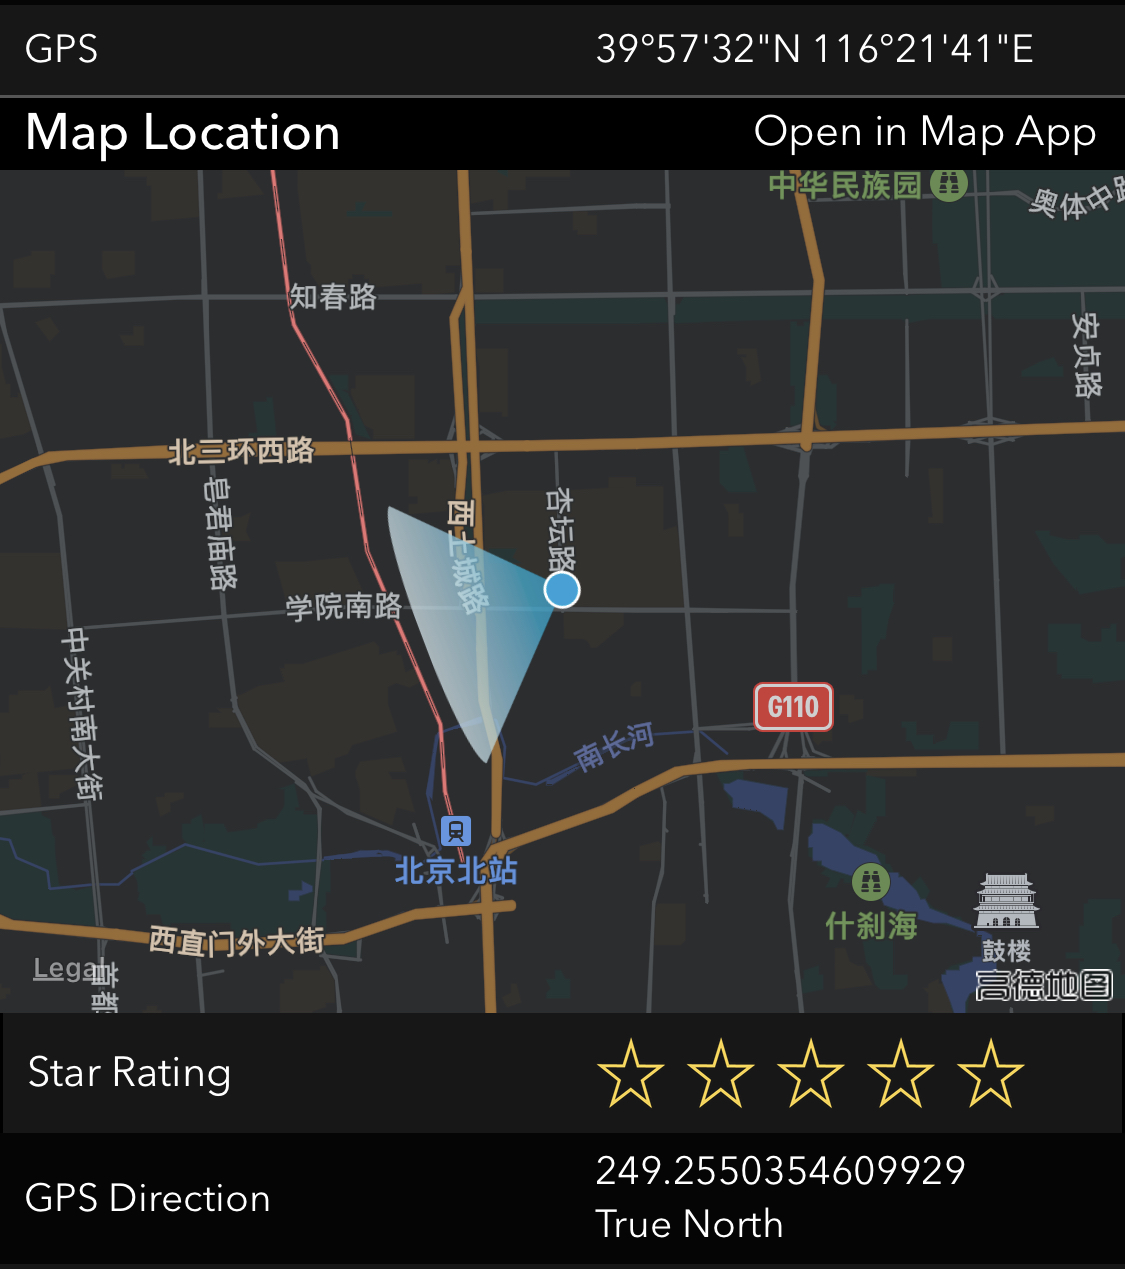 GPS 39°57'32"N 116°21'41"E
Map Location Open in Map App
中华民族园
奥体中路
知春路
安贞路
北三环西路
皂君庙路
西土城路
杏坛路
学院南路
中关村南大街
G110
南长河
北京北站
什刹海
鼓楼
西直门外大街
Legal
首都
高德地图
Star Rating
GPS Direction 249.2550354609929
True North